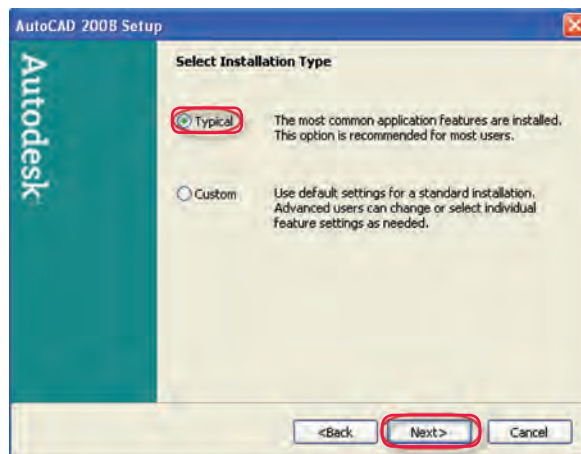 AutoCAD 2008 Setup
Autodesk
Select Installation Type
Typical
The most common application features are installed.
This option is recommended for most users.
Custom
Use default settings for a standard installation.
Advanced users can change or select individual
feature settings as needed.
<Back
Next>
Cancel